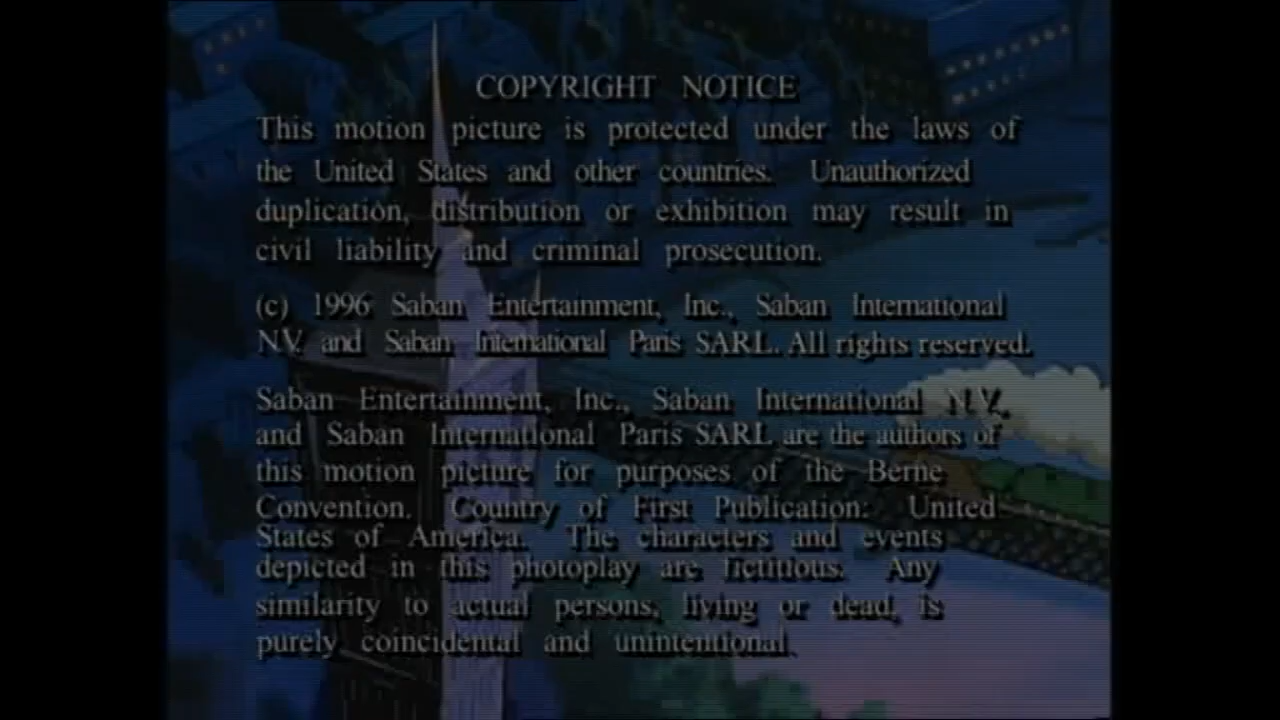 COPYRIGHT NOTICE
This motion picture is protected under the laws of
the United States and other countries. Unauthorized
duplication, distribution or exhibition may result in
civil liability and criminal prosecution.
(c) 1996 Saban Entertainment, Inc., Saban International
N.V. and Saban International Paris SARL. All rights reserved.
Saban Entertainment, Inc., Saban International N.V.,
and Saban International Paris SARL are the authors of
this motion picture for purposes of the Berne
Convention. Country of First Publication: United
States of America. The characters and events
depicted in this photoplay are fictitious. Any
similarity to actual persons, living or dead, is
purely coincidental and unintentional.